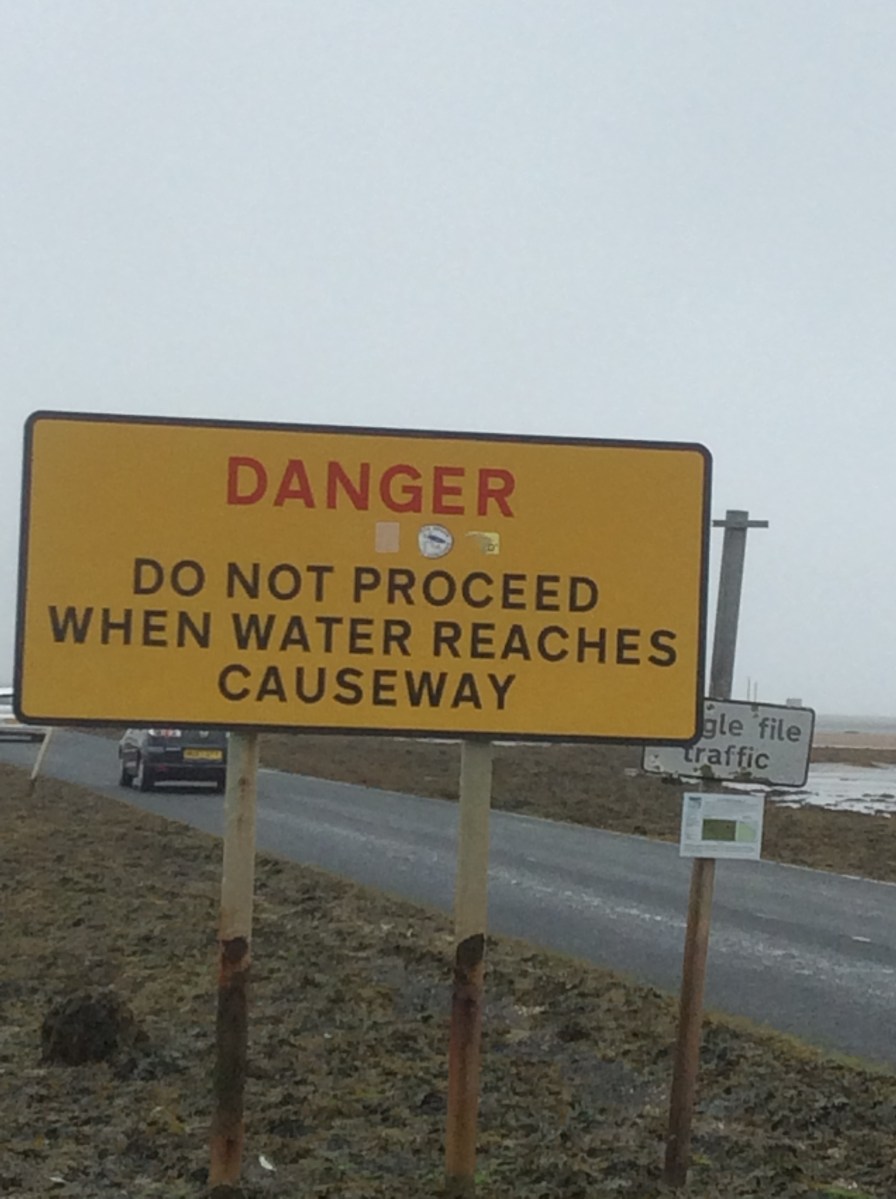 DANGER
DO NOT PROCEED
WHEN WATER REACHES
CAUSEWAY
gle file
traffic